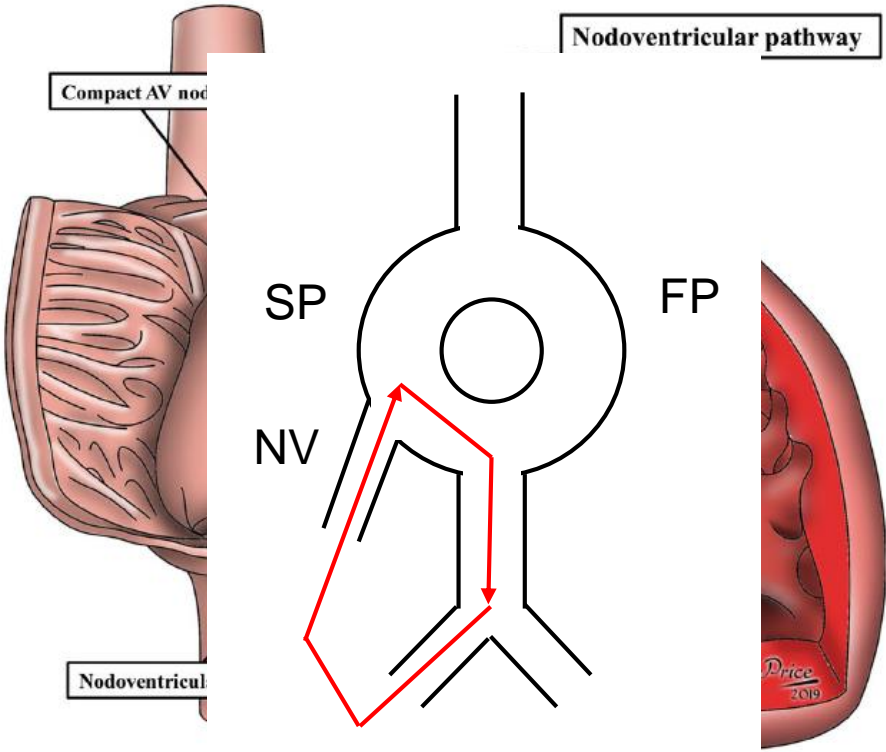 Nodoventricular pathway
Compact AV nod
SP
FP
NV
Nodoventricula
Price
2019